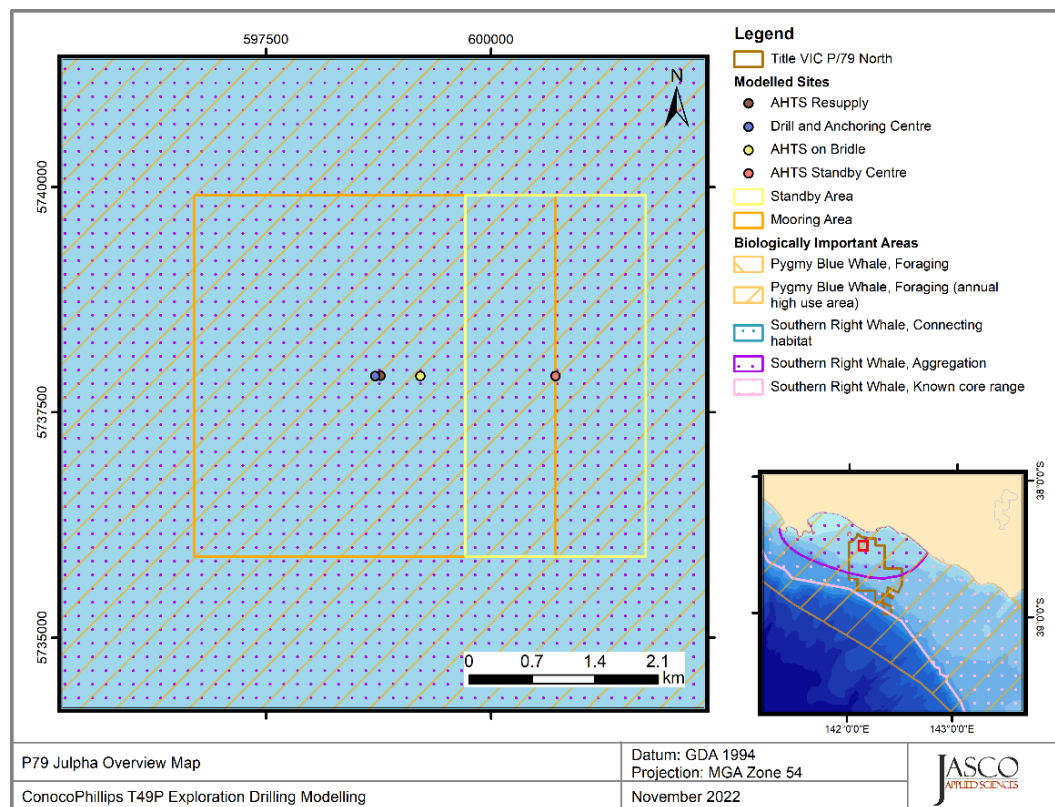 597500
600000
5740000
5737500
5735000
N
0 0.7 1.4 2.1
km
Legend
Title VIC P/79 North
Modelled Sites
AHTS Resupply
Drill and Anchoring Centre
AHTS on Bridle
AHTS Standby Centre
Standby Area
Mooring Area
Biologically Important Areas
Pygmy Blue Whale, Foraging
Pygmy Blue Whale, Foraging (annual
high use area)
Southern Right Whale, Connecting
habitat
Southern Right Whale, Aggregation
Southern Right Whale, Known core range
38°0'0"S
39°0'0"S
142°0'0"E
143°0'0"E
P79 Julpha Overview Map
ConocoPhillips T49P Exploration Drilling Modelling
Datum: GDA 1994
Projection: MGA Zone 54
November 2022
JASCO
APPLIED SCIENCES